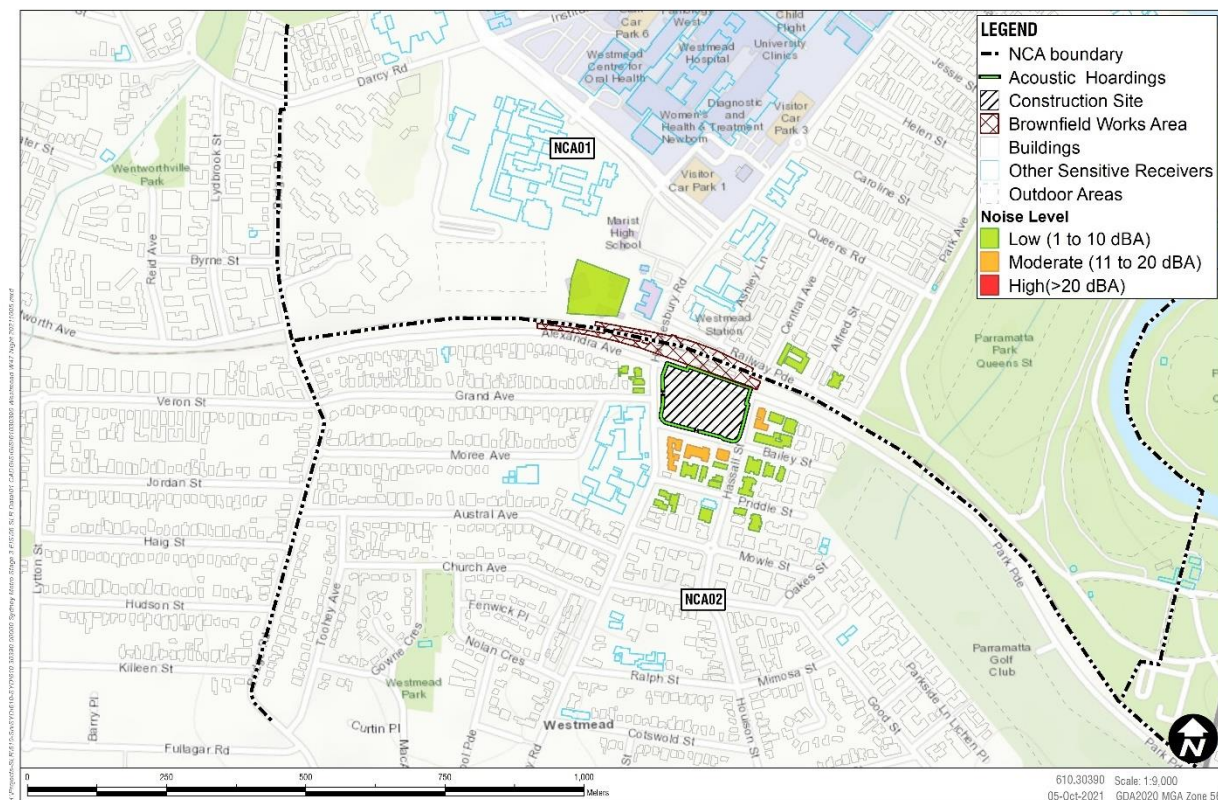 LEGEND
NCA boundary
Acoustic Hoardings
Construction Site
Brownfield Works Area
Buildings
Other Sensitive Receivers
Outdoor Areas
Noise Level
Low (1 to 10 dBA)
Moderate (11 to 20 dBA)
High(>20 dBA)
Car
Park 6
West
Child
Flight
Westmead
Centre for
Oral Health
Westmead
Hospital
University
Clinics
Jessie St
Darcy Rd
Diagnostic
and
Treatment
Women's
Health &
Newborn
Visitor
Car Park 3
Helen St
NCA01
Lydbrook St
Wentworthville
Park
Visitor
Car Park 1
Caroline St
Marist
High
School
Queens Rd
Park Ave
Reid Ave
Byrne St
Ashley Ln
Central Ave
Westmead
Station
Alfred St
Parramatta
Park
Queens St
Alexandra Ave
Railway Pde
Veron St
Grand Ave
Moree Ave
Hassall St
Bailey St
Jordan St
Austral Ave
Priddle St
Haig St
Lytton St
Church Ave
Mowle St
Oakes St
Park Pde
Toohey Ave
Hudson St
Fenwick Pl
NCA02
Gowrie Cres
Nolan Cres
Killeen St
Westmead
Park
Ralph St
Mimosa St
Parramatta
Golf
Club
Barry Pl
Curtin Pl
Westmead
Houison St
Good St
Parkside Ln
Lichen Pl
Fullagar Rd
Cotswold St
Park Pde
N
0 250 500 750 1,000
Meters
610.30390 Scale: 1:9,000
05-Oct-2021 GDA2020 MGA Zone 56